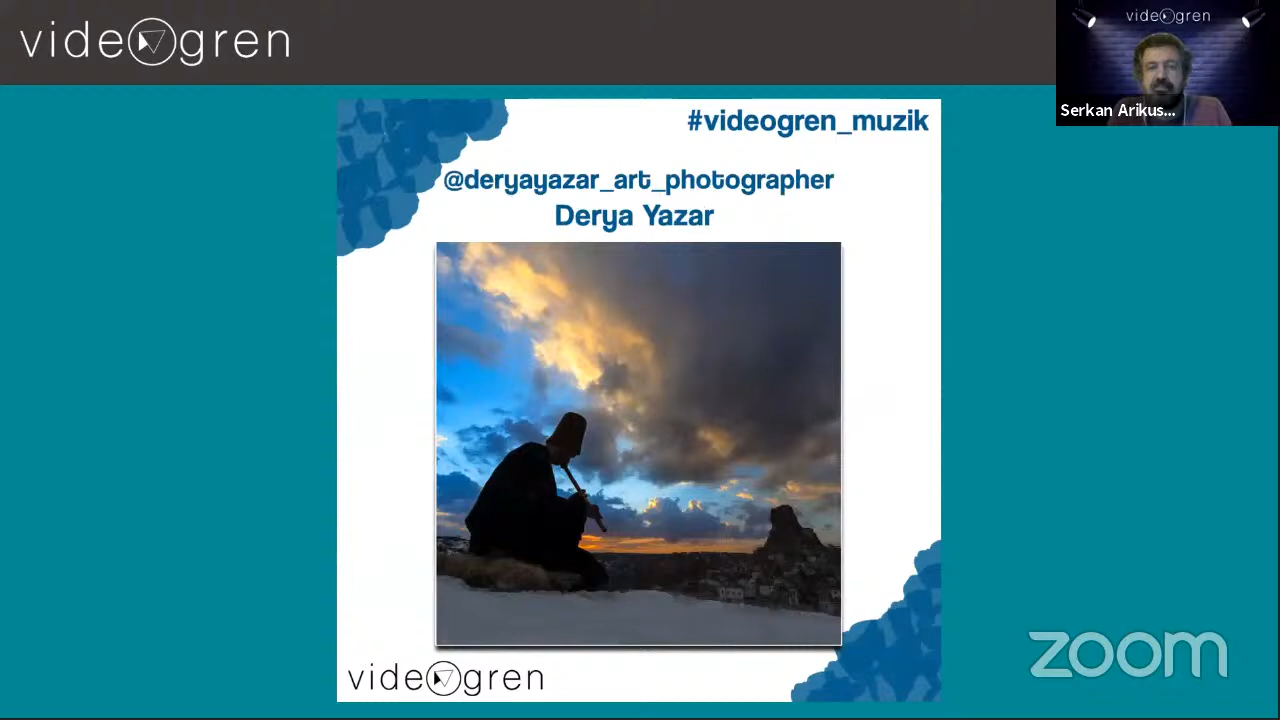 videogren
videogren
Serkan Arikus...
#videogren_muzik
@deryayazar_art_photographer
Derya Yazar
videogren
zoom